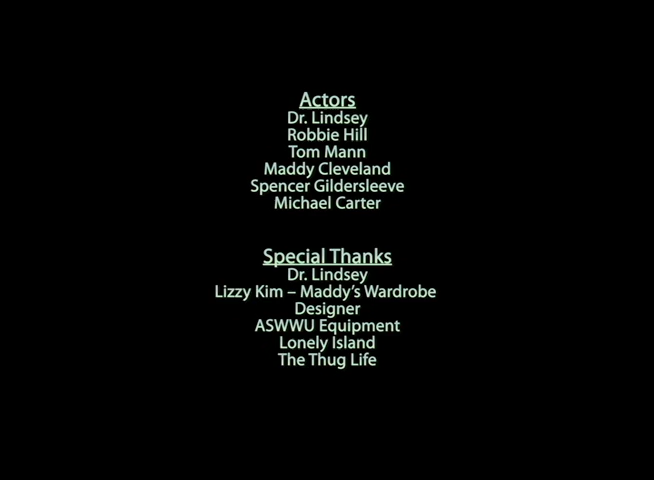 Actors
Dr. Lindsey
Robbie Hill
Tom Mann
Maddy Cleveland
Spencer Gildersleeve
Michael Carter
Special Thanks
Dr. Lindsey
Lizzy Kim – Maddy's Wardrobe
Designer
ASWWU Equipment
Lonely Island
The Thug Life